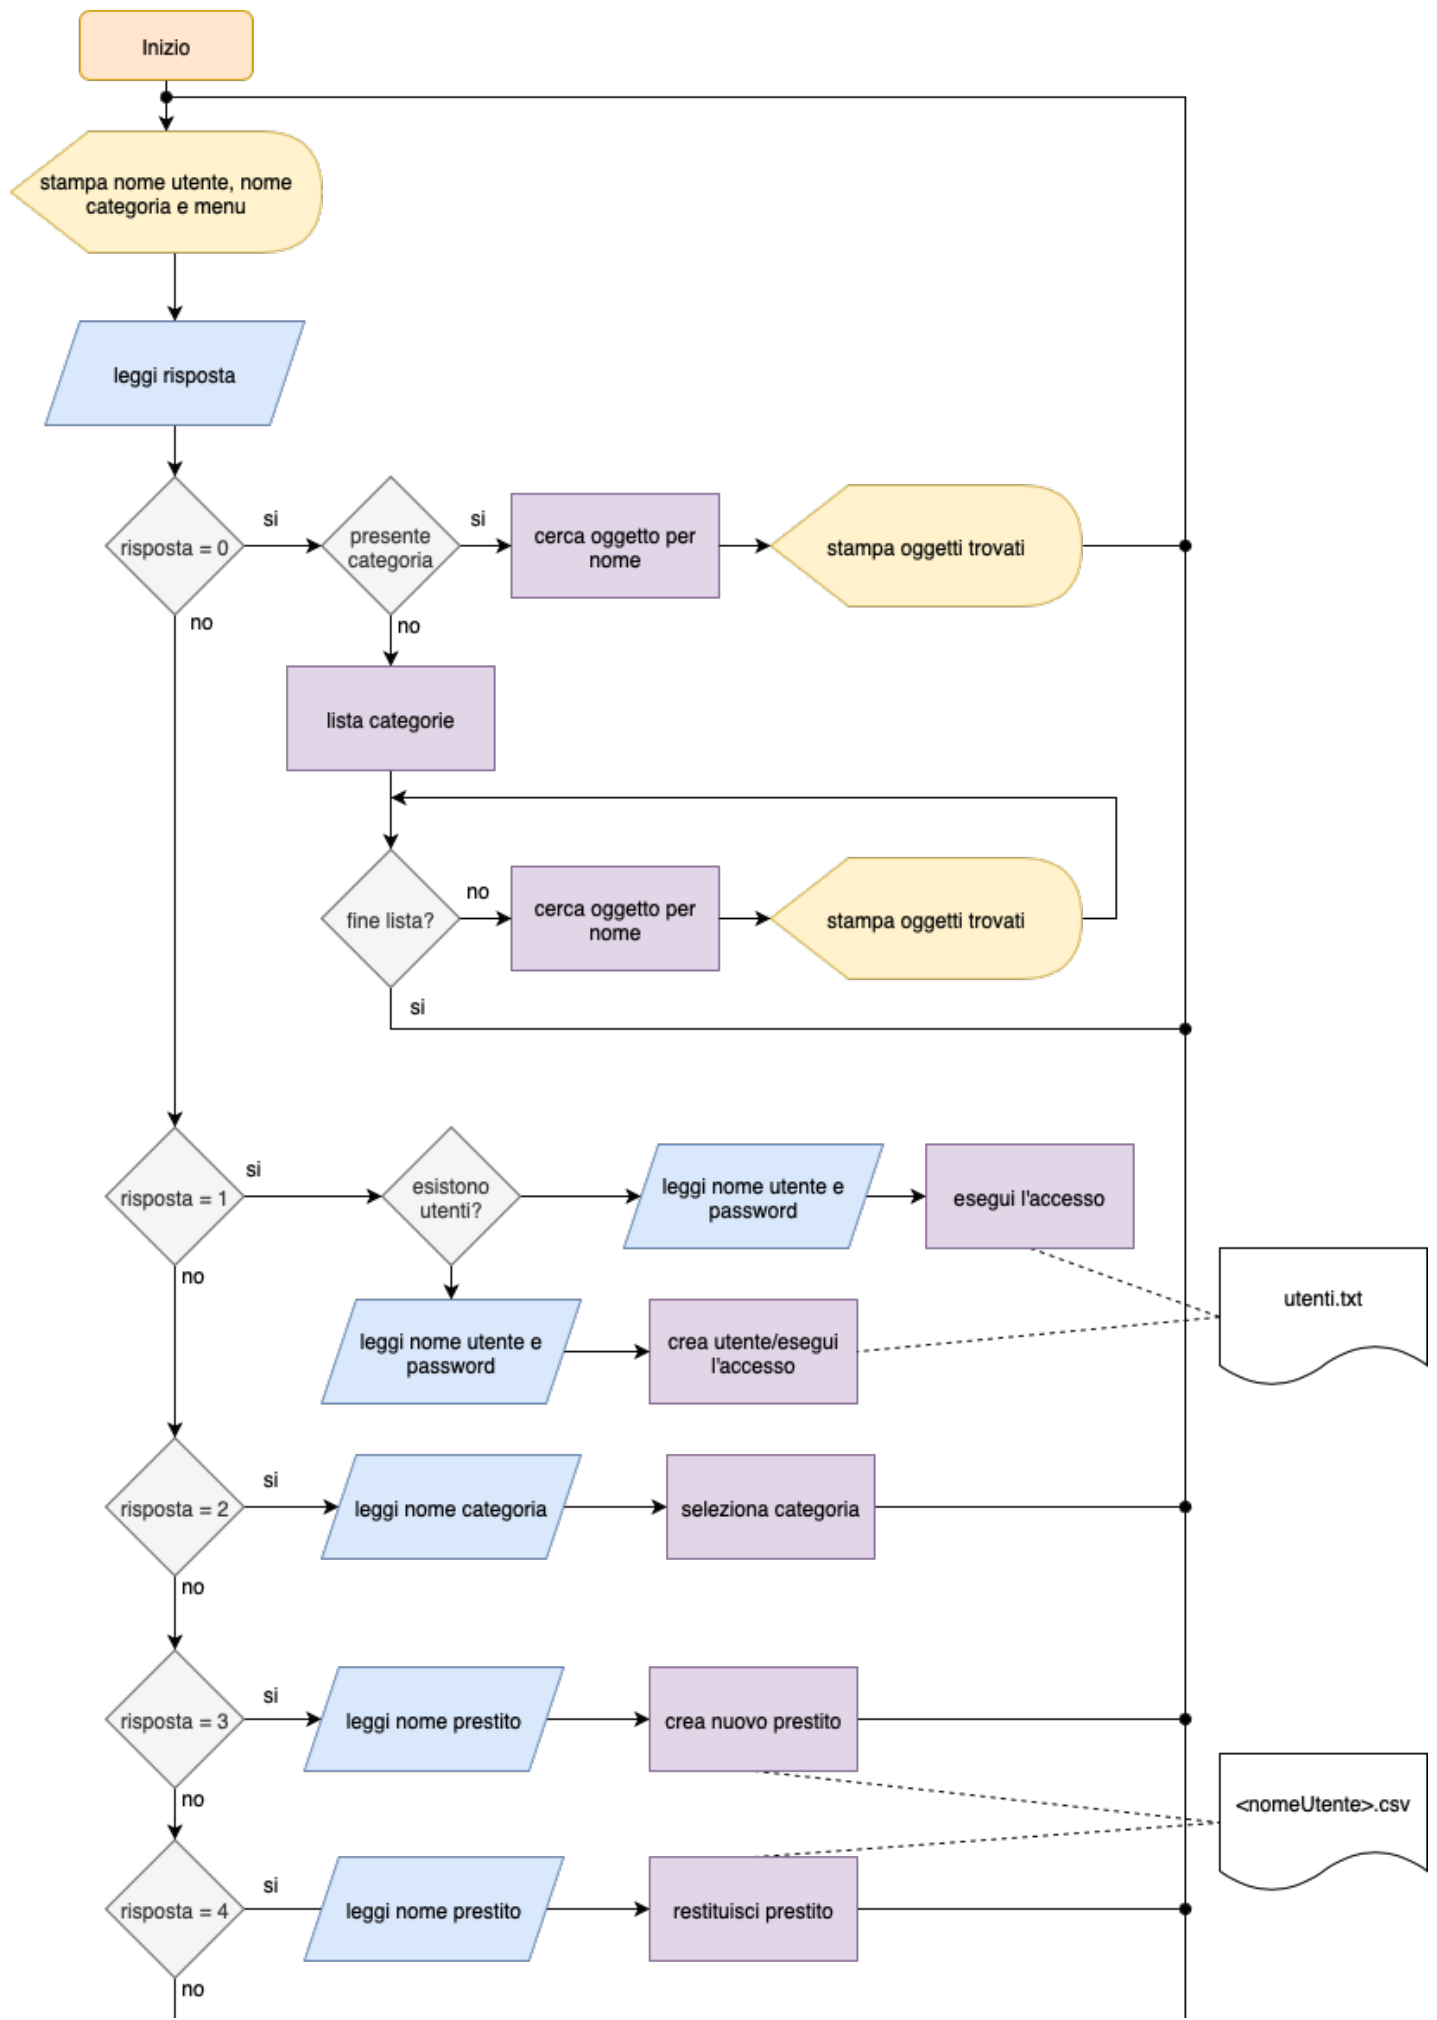 Inizio
stampa nome utente, nome
categoria e menu
leggi risposta
risposta = 0
si
presente
categoria
si
cerca oggetto per
nome
stampa oggetti trovati
no
no
lista categorie
fine lista?
no
cerca oggetto per
nome
stampa oggetti trovati
si
risposta = 1
si
esistono
utenti?
leggi nome utente e
password
esegui l'accesso
no
utenti.txt
leggi nome utente e
password
crea utente/esegui
l'accesso
risposta = 2
si
leggi nome categoria
seleziona categoria
no
risposta = 3
si
leggi nome prestito
crea nuovo prestito
no
<nomeUtente>.csv
risposta = 4
si
leggi nome prestito
restituisci prestito
no